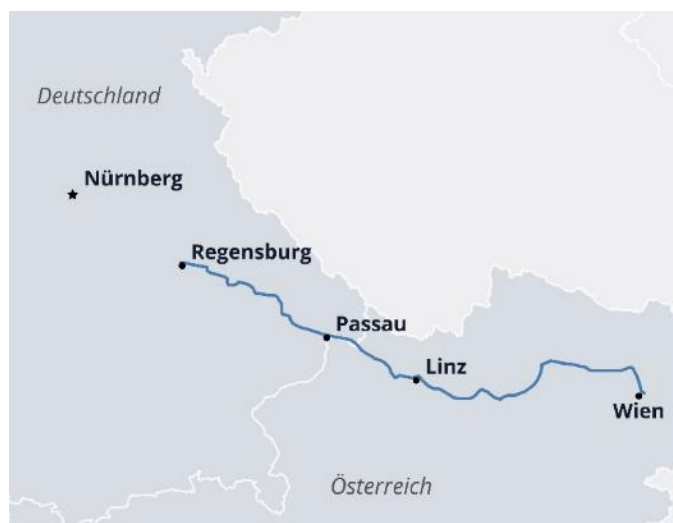 Deutschland
Nürnberg
Regensburg
Passau
Linz
Wien
Österreich